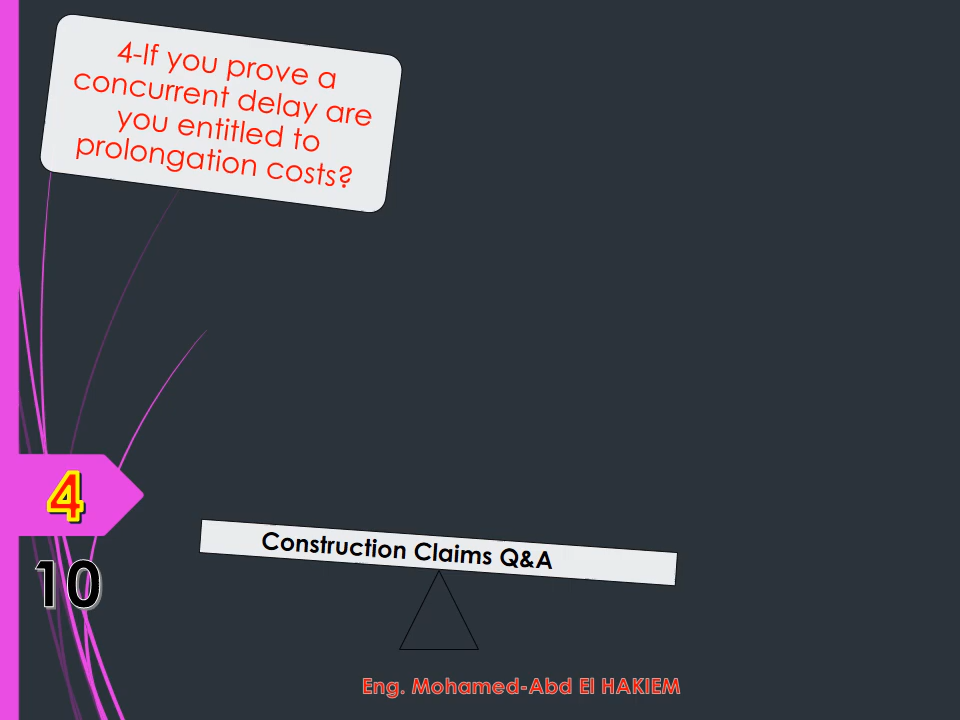 4-If you prove a
concurrent delay are
you entitled to
prolongation costs?
4
10
Construction Claims Q&A
Eng. Mohamed-Abd El HAKIEM